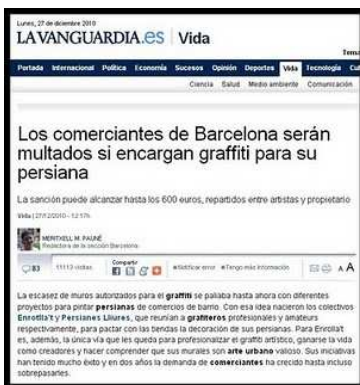 Lunes, 27 de diciembre 2010
LAVANGUARDIA.ES | Vida
Tema
Portada Internacional Política Economía Sucesos Opinión Deportes Vida Tecnología Cul
Ciencia Salud Medio ambiente Comunicación
Los comerciantes de Barcelona serán
multados si encargan graffiti para su
persiana
La sanción puede alcanzar hasta los 600 euros, repartidos entre artistas y propietario
Vida | 27/12/2010 - 12:17h
MERITXELL M. PAUNÉ
Redactora de la sección Barcelona
83 11113 visitas Compartir Notificar error Tengo más información A A
La escasez de muros autorizados para el graffiti se paliaba hasta ahora con diferentes
proyectos para pintar persianas de comercios de barrio. Con esa idea nacieron los colectivos
Enrotlla't y Persianes Lliures, que reunían a grafiteros profesionales y amateurs
respectivamente, para pactar con las tiendas la decoración de sus persianas. Para Enrotlla't
es, además, la única vía que les queda para profesionalizar el graffiti artístico, ganarse la vida
como creadores y hacer comprender que sus murales son arte urbano valioso. Sus iniciativas
han tenido mucho éxito y en dos años la demanda de comerciantes ha crecido hasta incluso
sobrepasarles.